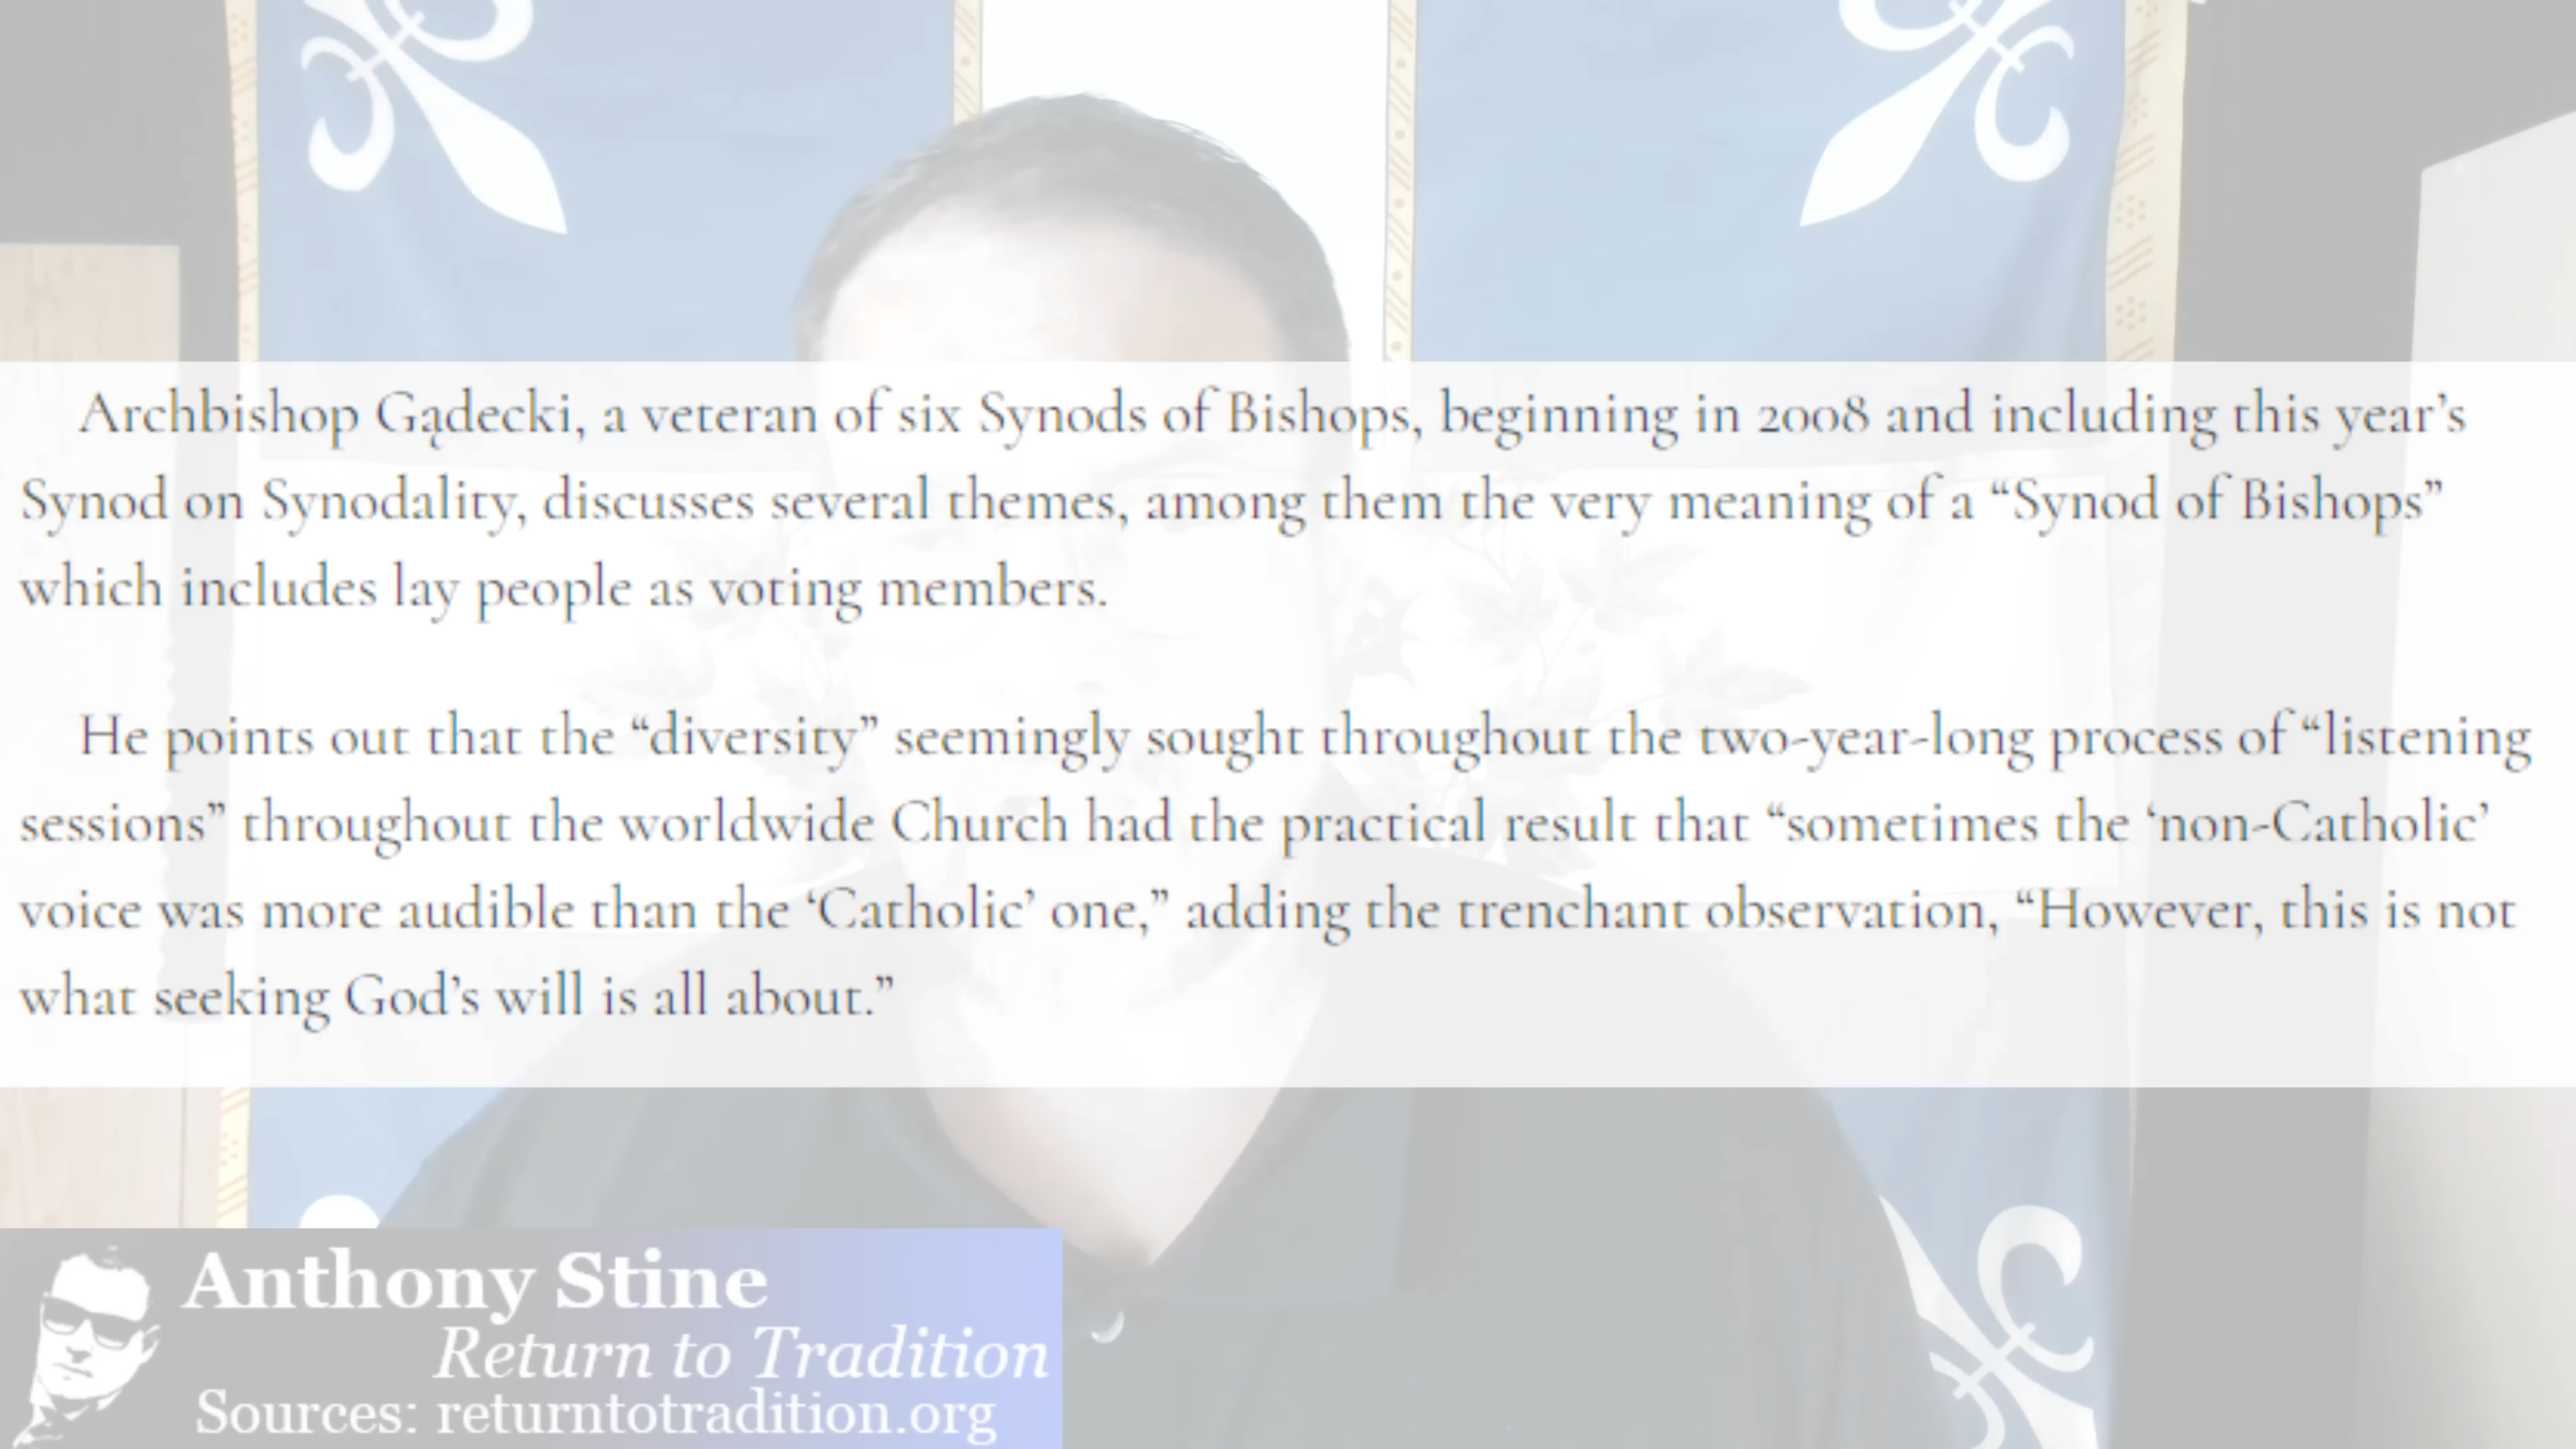 Archbishop Gądecki, a veteran of six Synods of Bishops, beginning in 2008 and including this year’s
Synod on Synodality, discusses several themes, among them the very meaning of a “Synod of Bishops”
which includes lay people as voting members.
He points out that the “diversity” seemingly sought throughout the two-year-long process of “listening
sessions” throughout the worldwide Church had the practical result that “sometimes the ‘non-Catholic’
voice was more audible than the ‘Catholic’ one,” adding the trenchant observation, “However, this is not
what seeking God’s will is all about.”
Anthony Stine
Return to Tradition
Sources: returntotradition.org